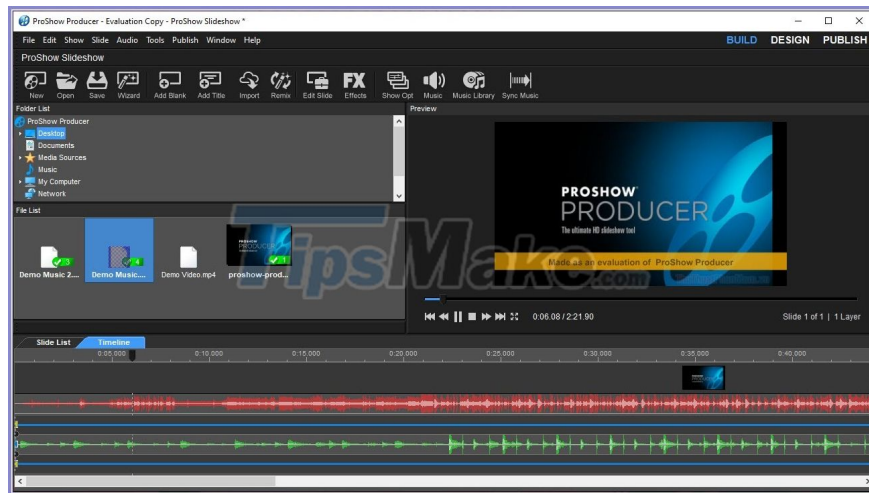 ProShow Producer - Evaluation Copy - ProShow Slideshow *
File Edit Show Slide Audio Tools Publish Window Help
BUILD DESIGN PUBLISH
ProShow Slideshow
New Open Save Wizard Add Blank Add Title Import Remix Edit Slide Effects Show Opt Music Music Library Sync Music
FX
Folder List
Preview
ProShow Producer
Desktop
Documents
Media Sources
Music
My Computer
Network
PROSHOW
PRODUCER
The ultimate HD slideshow tool
Made as an evaluation of ProShow Producer
File List
PROSHOW
PRODUCER
3
4
1
Demo Music 2.... Demo Music.... Demo Video.mp4 proshow-prod...
TipsMake.com
0:06.08 / 2:21.90
Slide 1 of 1 | 1 Layer
Slide List Timeline
0:05.000 0:10.000 0:15.000 0:20.000 0:25.000 0:30.000 0:35.000 0:40.000